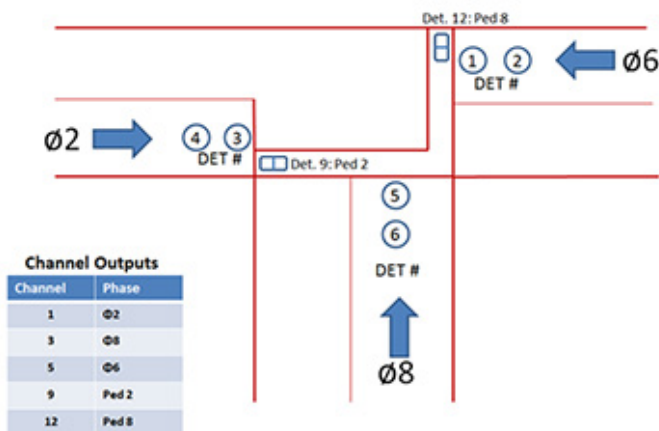 Det. 12: Ped 8
1 2
DET #
Ø6
Ø2
4 3
DET #
Det. 9: Ped 2
5
6
DET #
Ø8
Channel Outputs
Channel Phase
1 Φ2
3 Φ8
5 Φ6
9 Ped 2
12 Ped 8